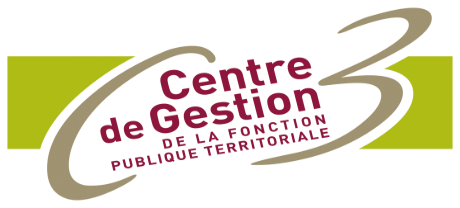 Centre
de Gestion
DE LA FONCTION
PUBLIQUE TERRITORIALE